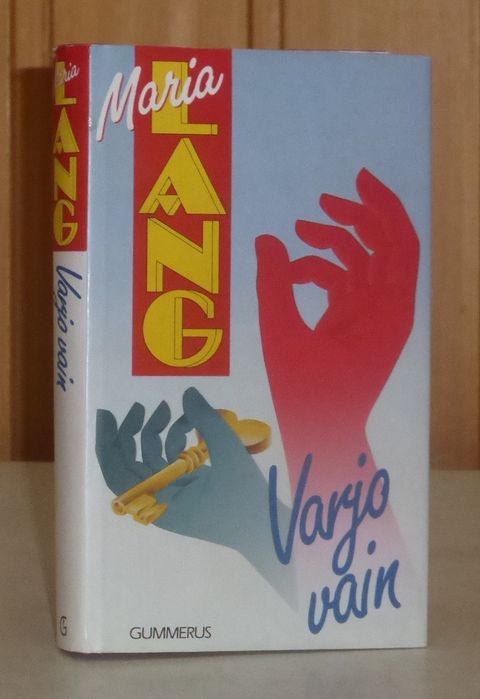 Maria
LANG
Varjo vain
G
Maria
LANG
Varjo
vain
GUMMERUS